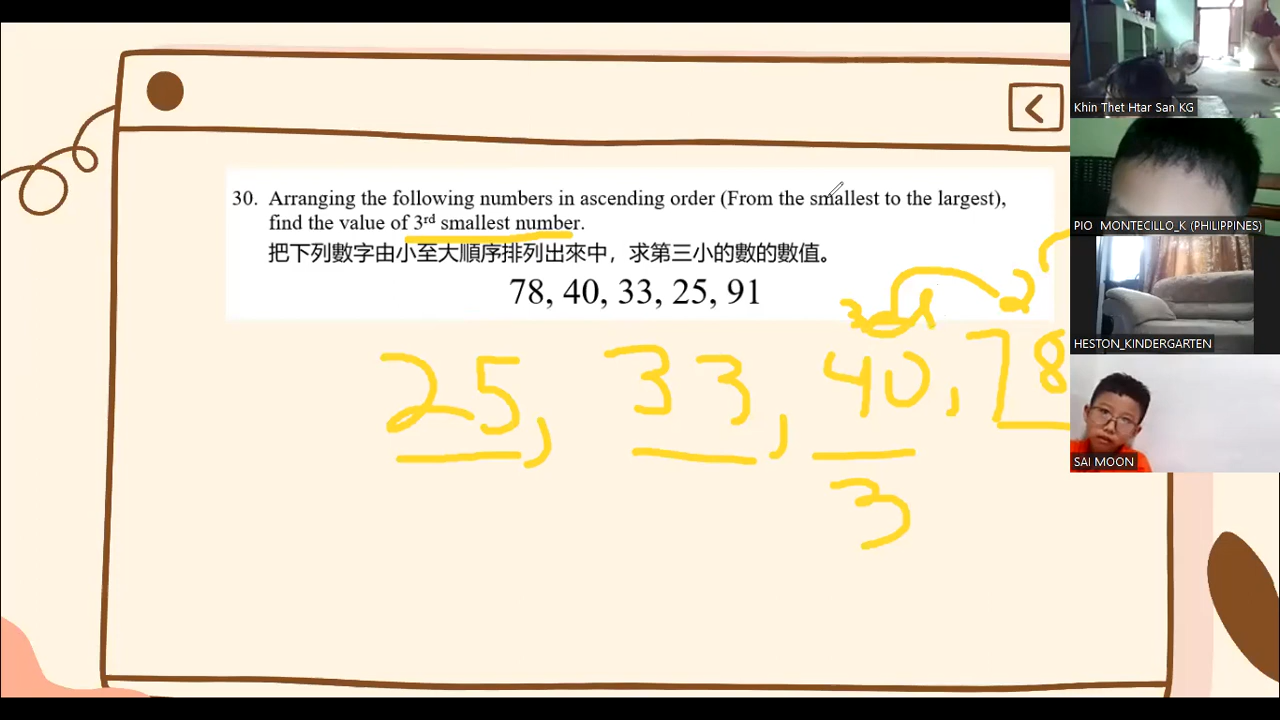 30. Arranging the following numbers in ascending order (From the smallest to the largest),
find the value of 3rd smallest number.
把下列數字由小至大順序排列出來中，求第三小的數的數值。
78, 40, 33, 25, 91
2
25, 33, 40, 78
3
Khin Thet Htar San KG
PIO MONTECILLO_K (PHILIPPINES)
HESTON_KINDERGARTEN
SAI MOON